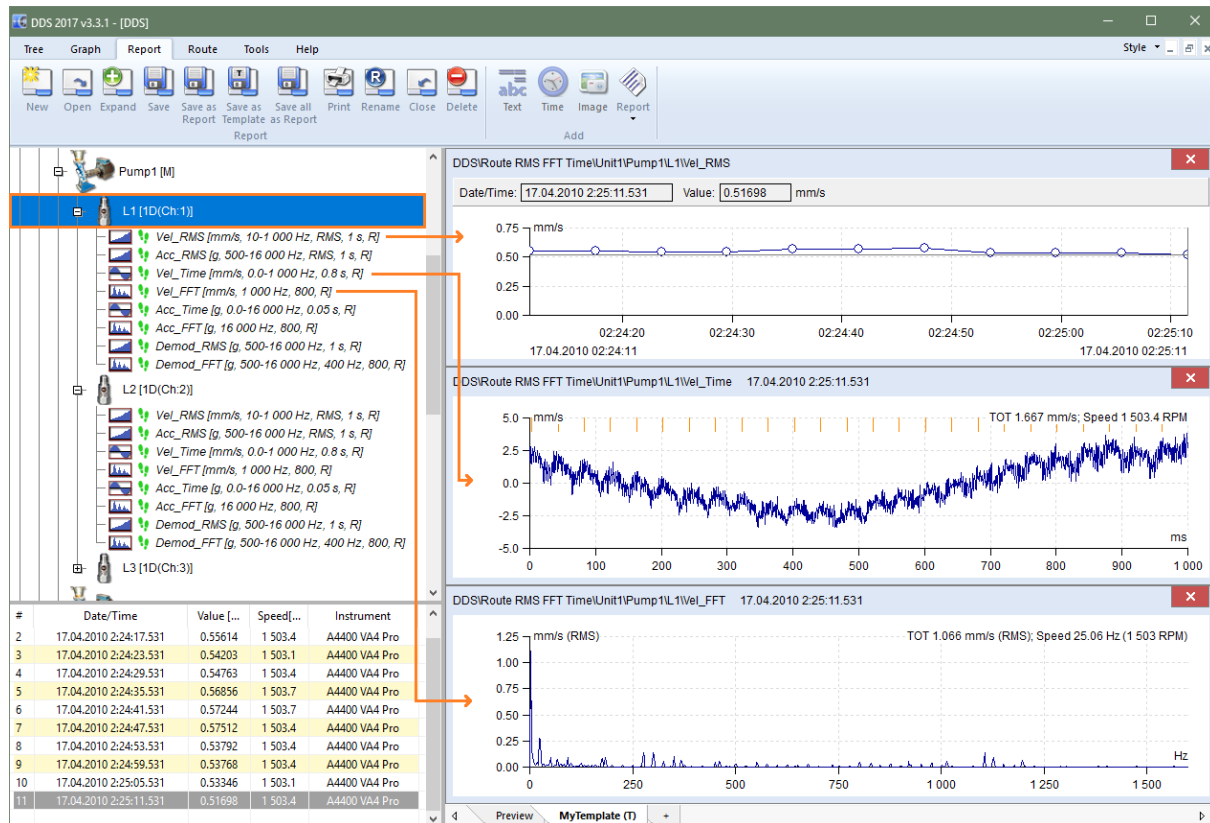 DDS 2017 v3.3.1 - [DDS]
Tree Graph Report Route Tools Help Style
New Open Expand Save Save as Report Save as Template Save all as Report Print Rename Close Delete Text Time Image Report
Report Add
Pump1 [M]
L1 [1D(Ch:1)]
Vel_RMS [mm/s, 10-1 000 Hz, RMS, 1 s, R]
Acc_RMS [g, 500-16 000 Hz, RMS, 1 s, R]
Vel_Time [mm/s, 0.0-1 000 Hz, 0.8 s, R]
Vel_FFT [mm/s, 1 000 Hz, 800, R]
Acc_Time [g, 0.0-16 000 Hz, 0.05 s, R]
Acc_FFT [g, 16 000 Hz, 800, R]
Demod_RMS [g, 500-16 000 Hz, 1 s, R]
Demod_FFT [g, 500-16 000 Hz, 400 Hz, 800, R]
L2 [1D(Ch:2)]
Vel_RMS [mm/s, 10-1 000 Hz, RMS, 1 s, R]
Acc_RMS [g, 500-16 000 Hz, RMS, 1 s, R]
Vel_Time [mm/s, 0.0-1 000 Hz, 0.8 s, R]
Vel_FFT [mm/s, 1 000 Hz, 800, R]
Acc_Time [g, 0.0-16 000 Hz, 0.05 s, R]
Acc_FFT [g, 16 000 Hz, 800, R]
Demod_RMS [g, 500-16 000 Hz, 1 s, R]
Demod_FFT [g, 500-16 000 Hz, 400 Hz, 800, R]
L3 [1D(Ch:3)]
# Date/Time Value [... Speed[... Instrument
2 17.04.2010 2:24:17.531 0.55614 1 503.4 A4400 VA4 Pro
3 17.04.2010 2:24:23.531 0.54203 1 503.1 A4400 VA4 Pro
4 17.04.2010 2:24:29.531 0.54763 1 503.4 A4400 VA4 Pro
5 17.04.2010 2:24:35.531 0.56856 1 503.7 A4400 VA4 Pro
6 17.04.2010 2:24:41.531 0.57244 1 503.7 A4400 VA4 Pro
7 17.04.2010 2:24:47.531 0.57512 1 503.4 A4400 VA4 Pro
8 17.04.2010 2:24:53.531 0.53792 1 503.4 A4400 VA4 Pro
9 17.04.2010 2:24:59.531 0.53768 1 503.4 A4400 VA4 Pro
10 17.04.2010 2:25:05.531 0.53346 1 503.1 A4400 VA4 Pro
11 17.04.2010 2:25:11.531 0.51698 1 503.4 A4400 VA4 Pro
DDS\Route RMS FFT Time\Unit1\Pump1\L1\Vel_RMS
Date/Time: 17.04.2010 2:25:11.531 Value: 0.51698 mm/s
mm/s
0.75
0.50
0.25
0.00
02:24:20 02:24:30 02:24:40 02:24:50 02:25:00 02:25:10
17.04.2010 02:24:11 17.04.2010 02:25:11
DDS\Route RMS FFT Time\Unit1\Pump1\L1\Vel_Time 17.04.2010 2:25:11.531
mm/s TOT 1.667 mm/s; Speed 1 503.4 RPM
5.0
2.5
0.0
-2.5
-5.0
ms
0 100 200 300 400 500 600 700 800 900 1 000
DDS\Route RMS FFT Time\Unit1\Pump1\L1\Vel_FFT 17.04.2010 2:25:11.531
mm/s (RMS) TOT 1.066 mm/s (RMS); Speed 25.06 Hz (1 503 RPM)
1.25
1.00
0.75
0.50
0.25
0.00
Hz
0 250 500 750 1 000 1 250 1 500
Preview MyTemplate (T) +